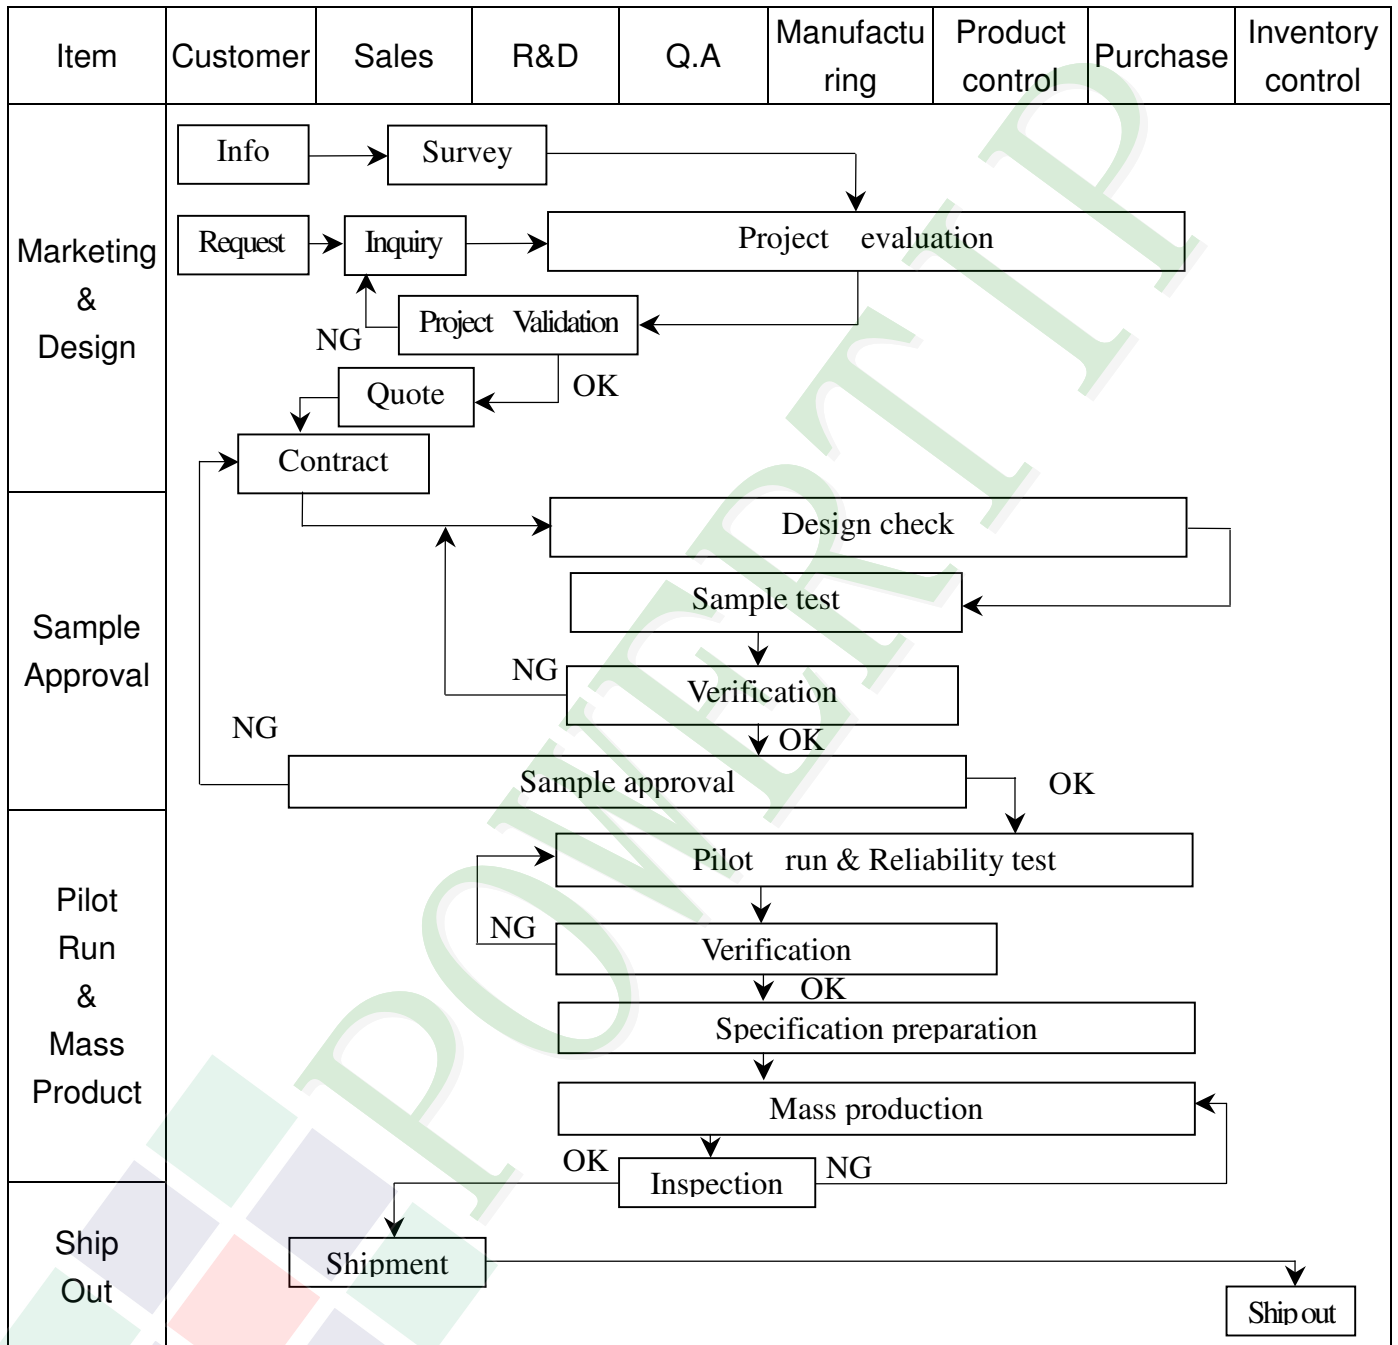 Item
Customer
Sales
R&D
Q.A
Manufactu
ring
Product
control
Purchase
Inventory
control
Marketing
&
Design
Info
Survey
Request
Inquiry
Project evaluation
Project Validation
NG
OK
Quote
Contract
Sample
Approval
Design check
Sample test
NG
Verification
OK
NG
Sample approval
OK
Pilot
Run
&
Mass
Product
Pilot run & Reliability test
NG
Verification
OK
Specification preparation
Mass production
OK
Inspection
NG
Ship
Out
Shipment
Ship out
POWERTIP